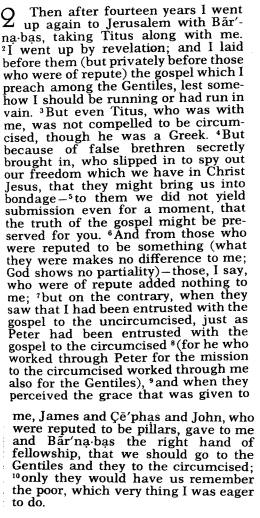 2 Then after fourteen years I went
up again to Jerusalem with Bär′-
nạ·bạs, taking Titus along with me.
²I went up by revelation; and I laid
before them (but privately before those
who were of repute) the gospel which I
preach among the Gentiles, lest some-
how I should be running or had run in
vain. ³But even Titus, who was with
me, was not compelled to be circum-
cised, though he was a Greek. ⁴But
because of false brethren secretly
brought in, who slipped in to spy out
our freedom which we have in Christ
Jesus, that they might bring us into
bondage—⁵to them we did not yield
submission even for a moment, that
the truth of the gospel might be pre-
served for you. ⁶And from those who
were reputed to be something (what
they were makes no difference to me;
God shows no partiality)—those, I say,
who were of repute added nothing to
me; ⁷but on the contrary, when they
saw that I had been entrusted with the
gospel to the uncircumcised, just as
Peter had been entrusted with the
gospel to the circumcised ⁸(for he who
worked through Peter for the mission
to the circumcised worked through me
also for the Gentiles), ⁹and when they
perceived the grace that was given to
me, James and Çē′phạs and John, who
were reputed to be pillars, gave to me
and Bär′nạ·bạs the right hand of
fellowship, that we should go to the
Gentiles and they to the circumcised;
¹⁰only they would have us remember
the poor, which very thing I was eager
to do.